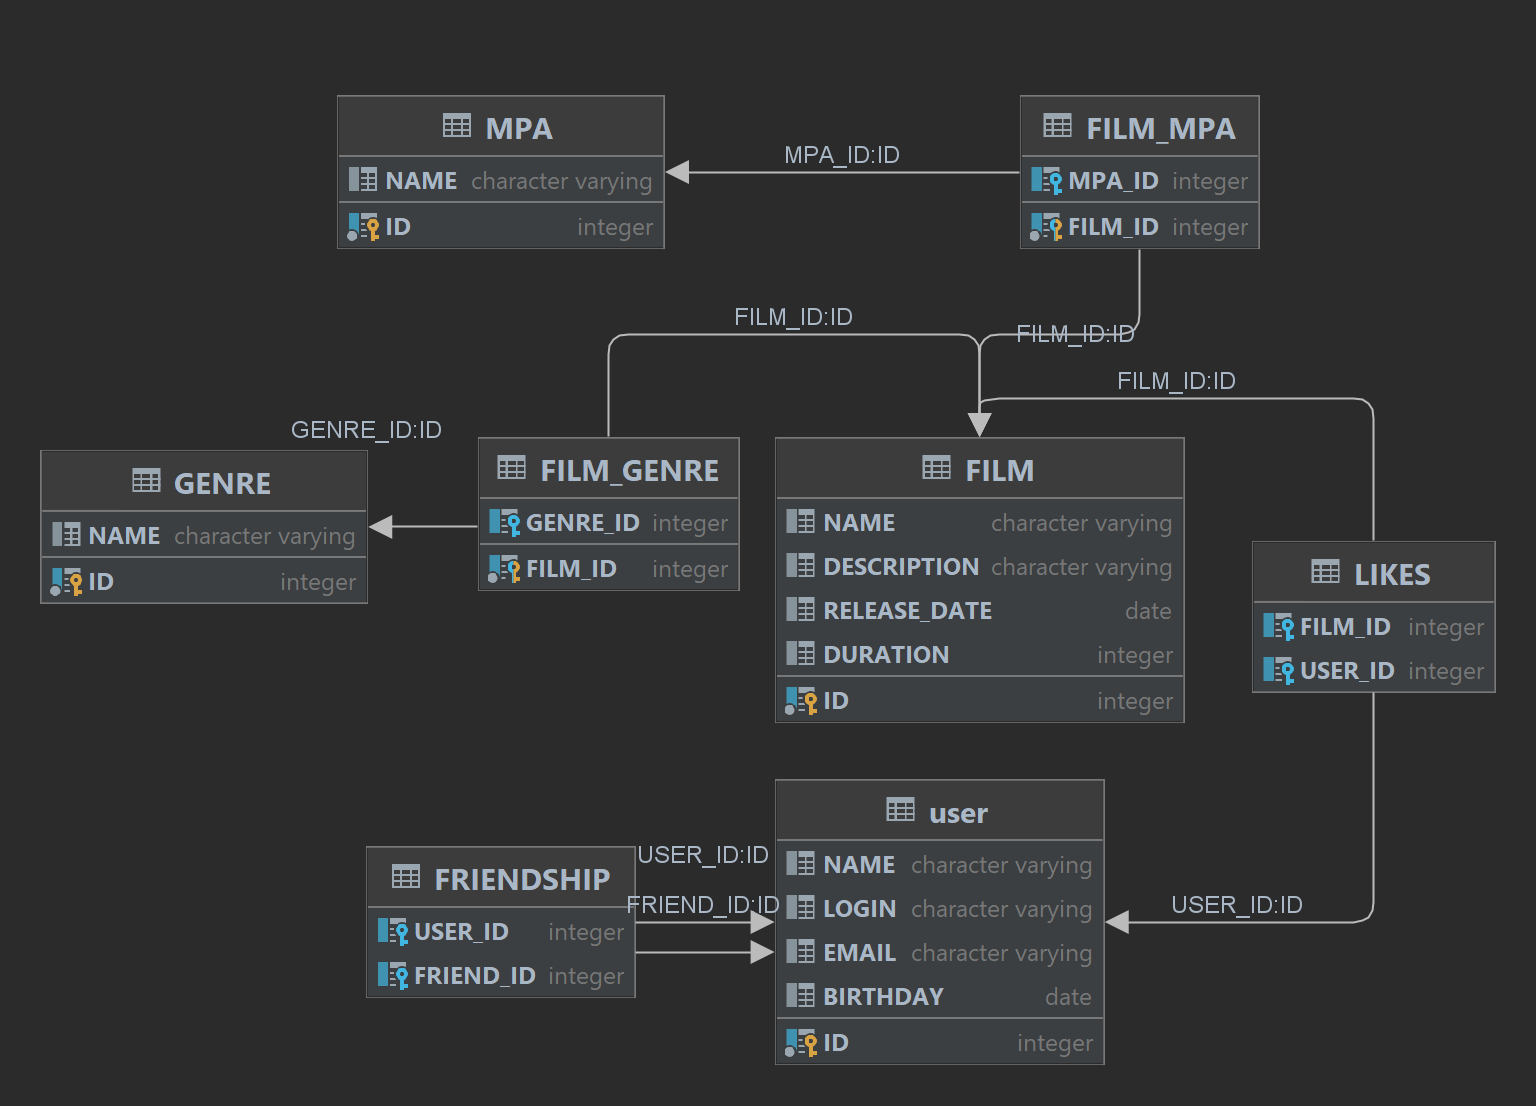 MPA
NAME character varying
ID integer
MPA_ID:ID
FILM_MPA
MPA_ID integer
FILM_ID integer
FILM_ID:ID
FILM_ID:ID
FILM_ID:ID
GENRE_ID:ID
GENRE
NAME character varying
ID integer
FILM_GENRE
GENRE_ID integer
FILM_ID integer
FILM
NAME character varying
DESCRIPTION character varying
RELEASE_DATE date
DURATION integer
ID integer
LIKES
FILM_ID integer
USER_ID integer
FRIENDSHIP
USER_ID integer
FRIEND_ID integer
USER_ID:ID
FRIEND_ID:ID
user
NAME character varying
LOGIN character varying
EMAIL character varying
BIRTHDAY date
ID integer
USER_ID:ID